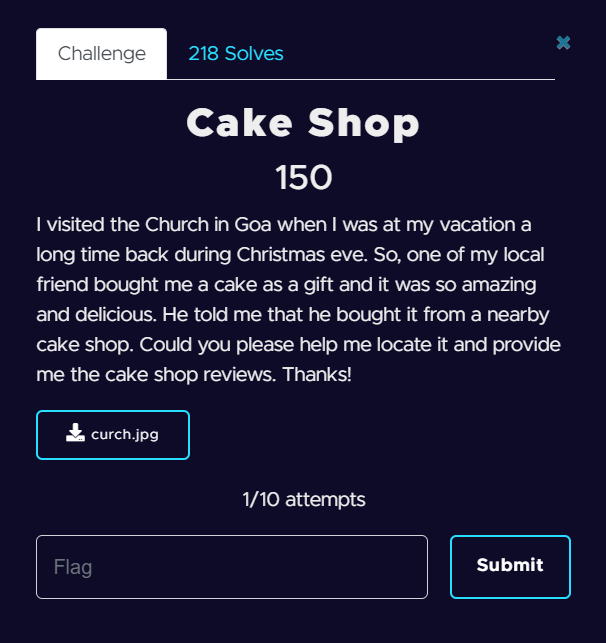 Challenge
218 Solves
Cake Shop
150
I visited the Church in Goa when I was at my vacation a
long time back during Christmas eve. So, one of my local
friend bought me a cake as a gift and it was so amazing
and delicious. He told me that he bought it from a nearby
cake shop. Could you please help me locate it and provide
me the cake shop reviews. Thanks!
curch.jpg
1/10 attempts
Flag
Submit